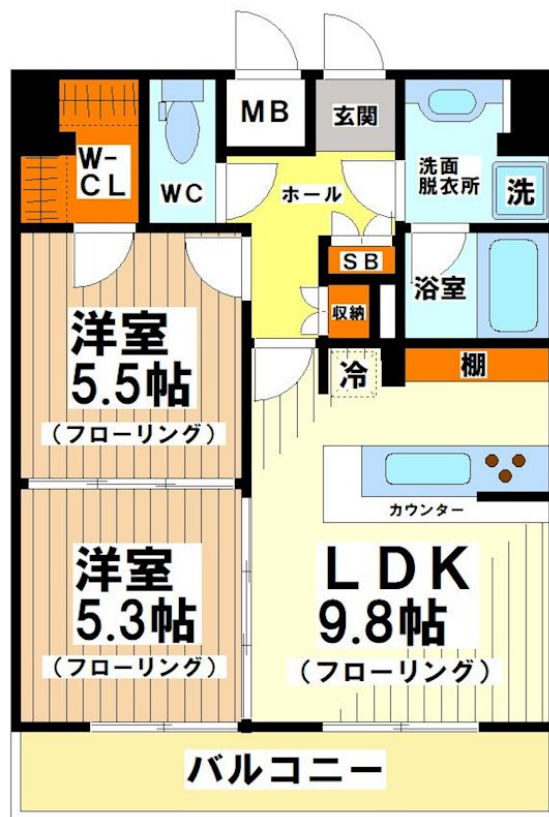 MB
玄関
W-
CL
WC
ホール
洗面
脱衣所
洗
SB
浴室
収納
洋室
5.5帖
(フローリング)
冷
棚
カウンター
洋室
5.3帖
(フローリング)
LDK
9.8帖
(フローリング)
バルコニー